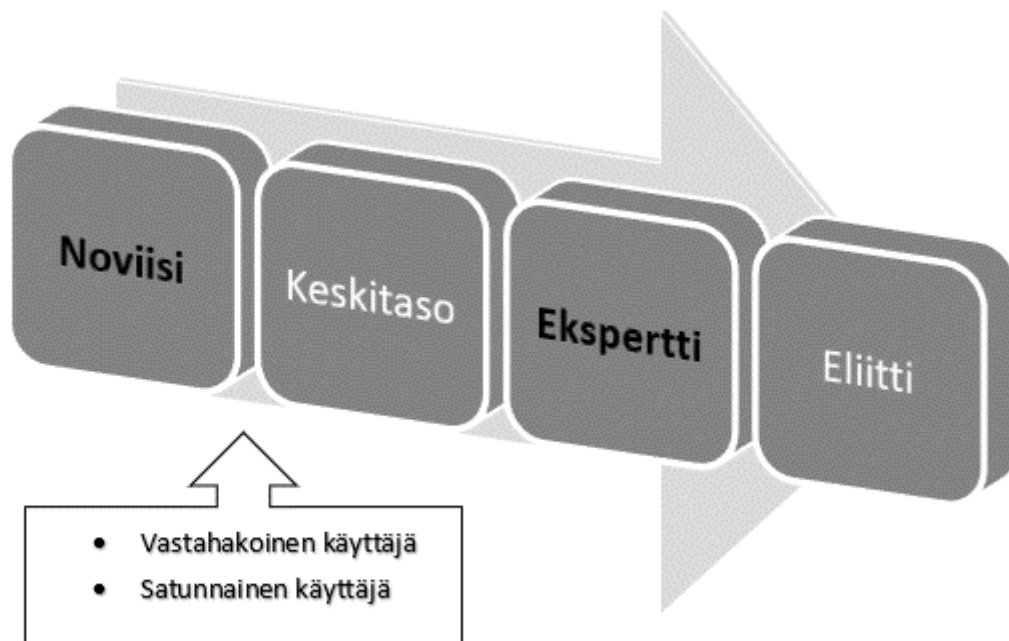 Noviisi
Keskitaso
Ekspertti
Eliitti
• Vastahakoinen käyttäjä
• Satunnainen käyttäjä